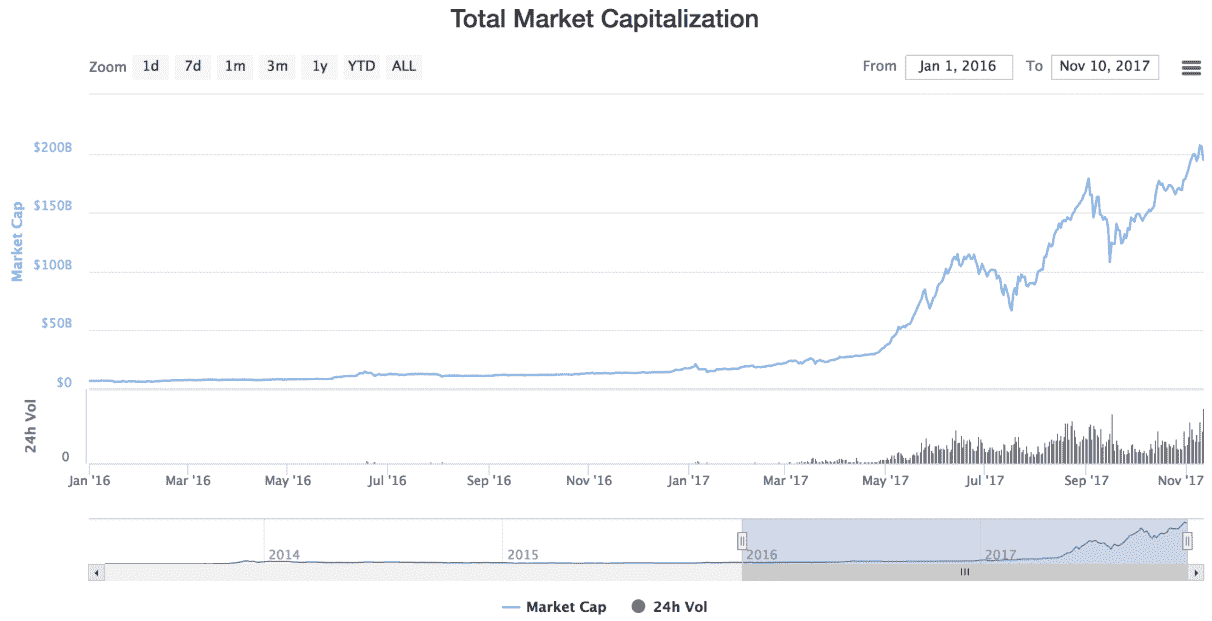 Total Market Capitalization
Zoom 1d 7d 1m 3m 1y YTD ALL From Jan 1, 2016 To Nov 10, 2017
$200B
$150B
$100B
$50B
$0
Market Cap
24h Vol
0
Jan '16 Mar '16 May '16 Jul '16 Sep '16 Nov '16 Jan '17 Mar '17 May '17 Jul '17 Sep '17 Nov '17
2014 2015 2016 2017
Market Cap 24h Vol